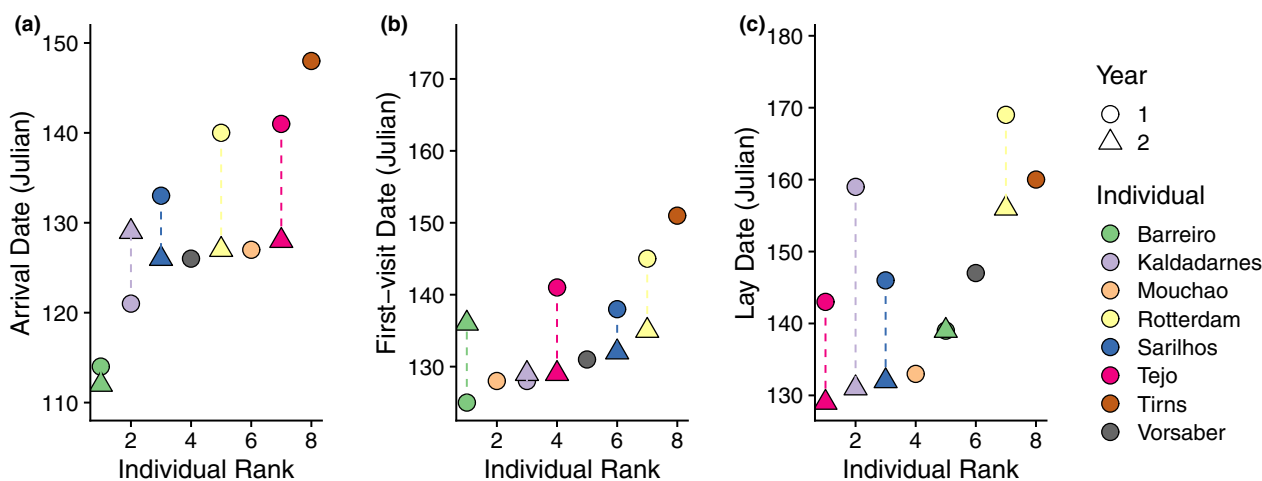 (a)
150
140
130
120
110
Arrival Date (Julian)
2 4 6 8
Individual Rank
(b)
170
160
150
140
130
First−visit Date (Julian)
2 4 6 8
Individual Rank
(c)
180
170
160
150
140
130
Lay Date (Julian)
2 4 6 8
Individual Rank
Year
1
2
Individual
Barreiro
Kaldadarnes
Mouchao
Rotterdam
Sarilhos
Tejo
Tirns
Vorsaber